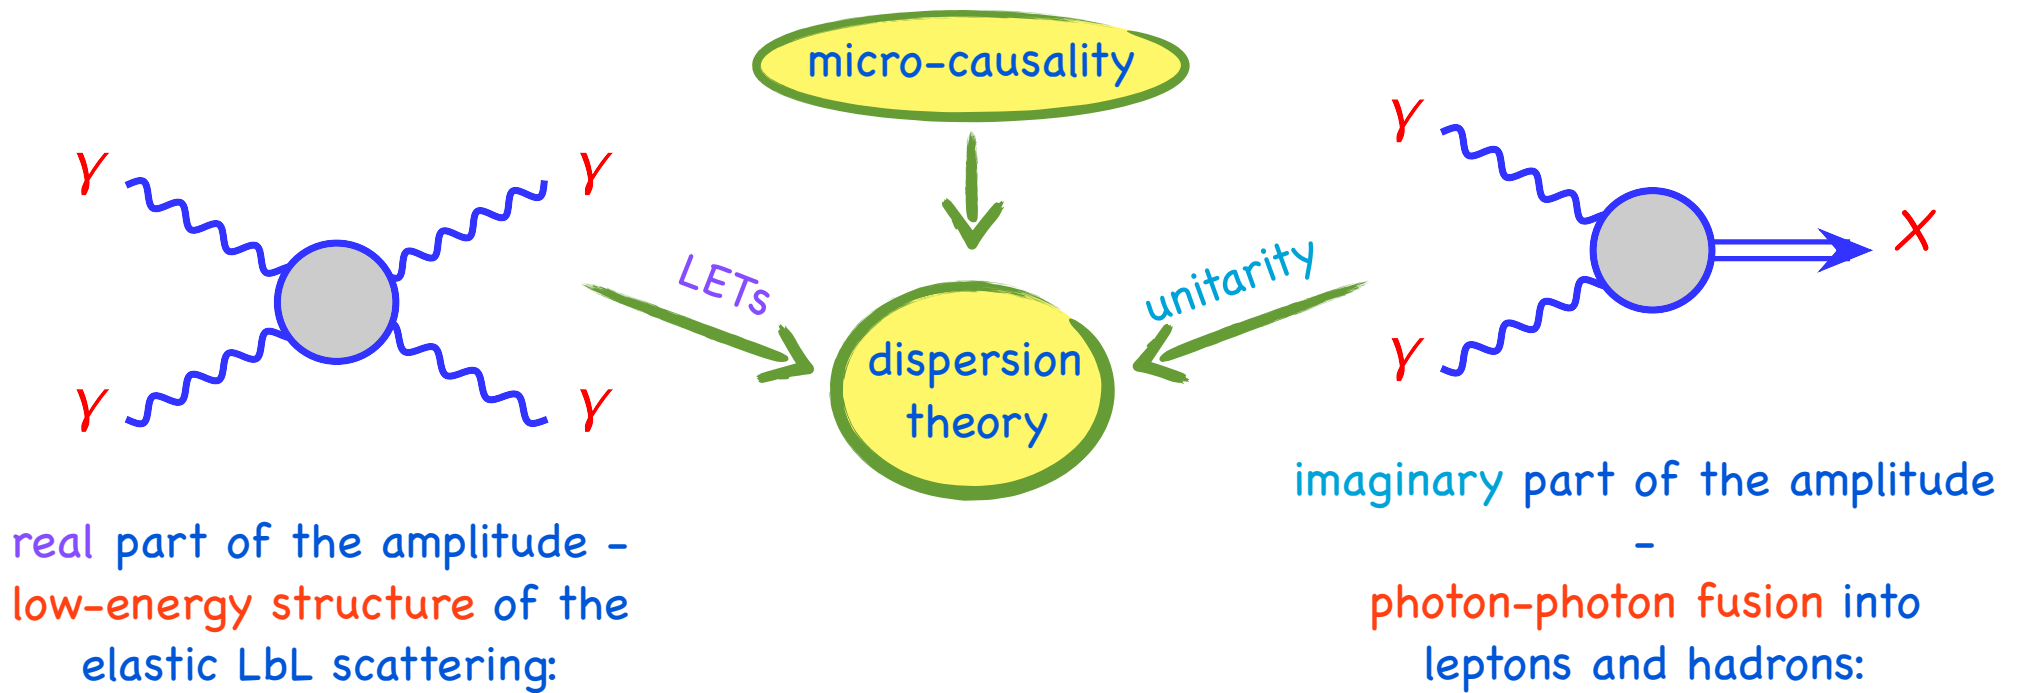 micro-causality
γ
γ
γ
γ
LETs
unitarity
γ
γ
X
dispersion
theory
real part of the amplitude -
low-energy structure of the
elastic LbL scattering:
imaginary part of the amplitude
-
photon-photon fusion into
leptons and hadrons: